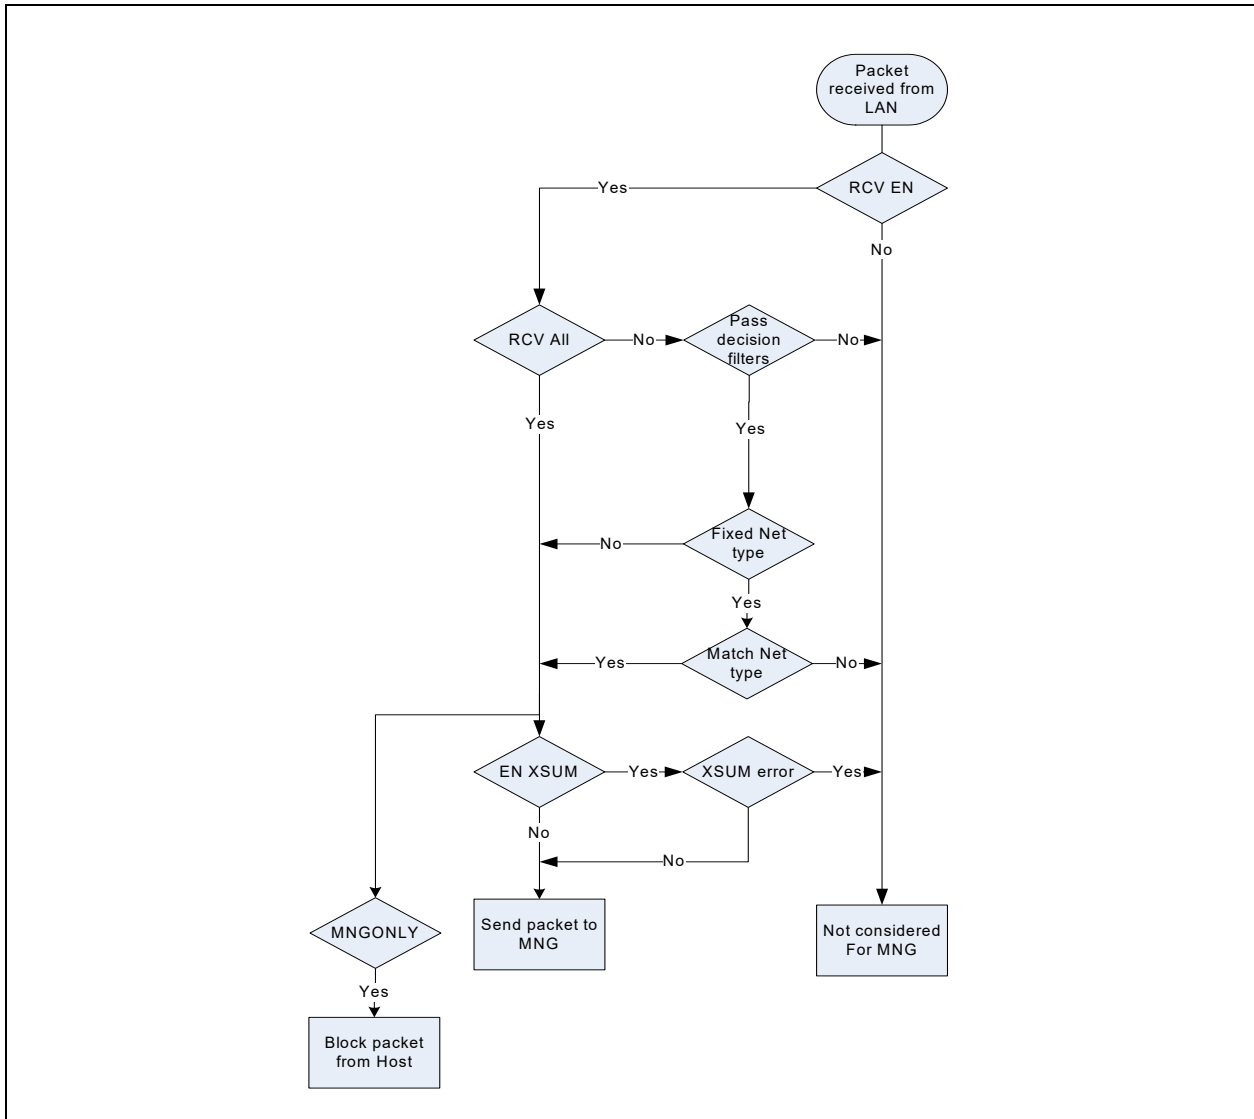 Packet
received from
LAN
RCV EN
Yes
No
RCV All
No
Pass
decision
filters
No
Yes
Yes
Fixed Net
type
No
Yes
Match Net
type
Yes
No
EN XSUM
Yes
XSUM error
Yes
No
No
MNGONLY
Send packet to
MNG
Not considered
For MNG
Yes
Block packet
from Host